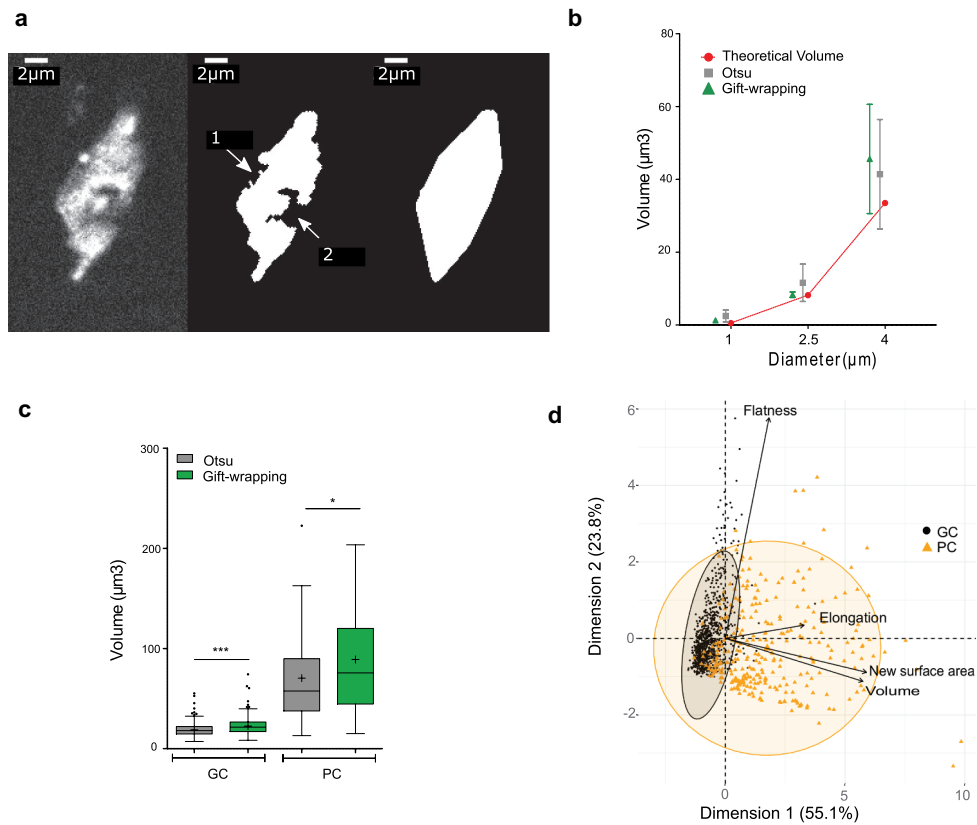 a
2µm
2µm
2µm
1
2
b
80
60
40
20
0
Volume (µm3)
Theoretical Volume
Otsu
Gift-wrapping
1
2.5
4
Diameter(µm)
c
300
200
100
0
Volume (µm3)
Otsu
Gift-wrapping
***
*
GC
PC
d
6
4
2
0
-2
Dimension 2 (23.8%)
Flatness
GC
PC
Elongation
New surface area
Volume
0
5
10
Dimension 1 (55.1%)